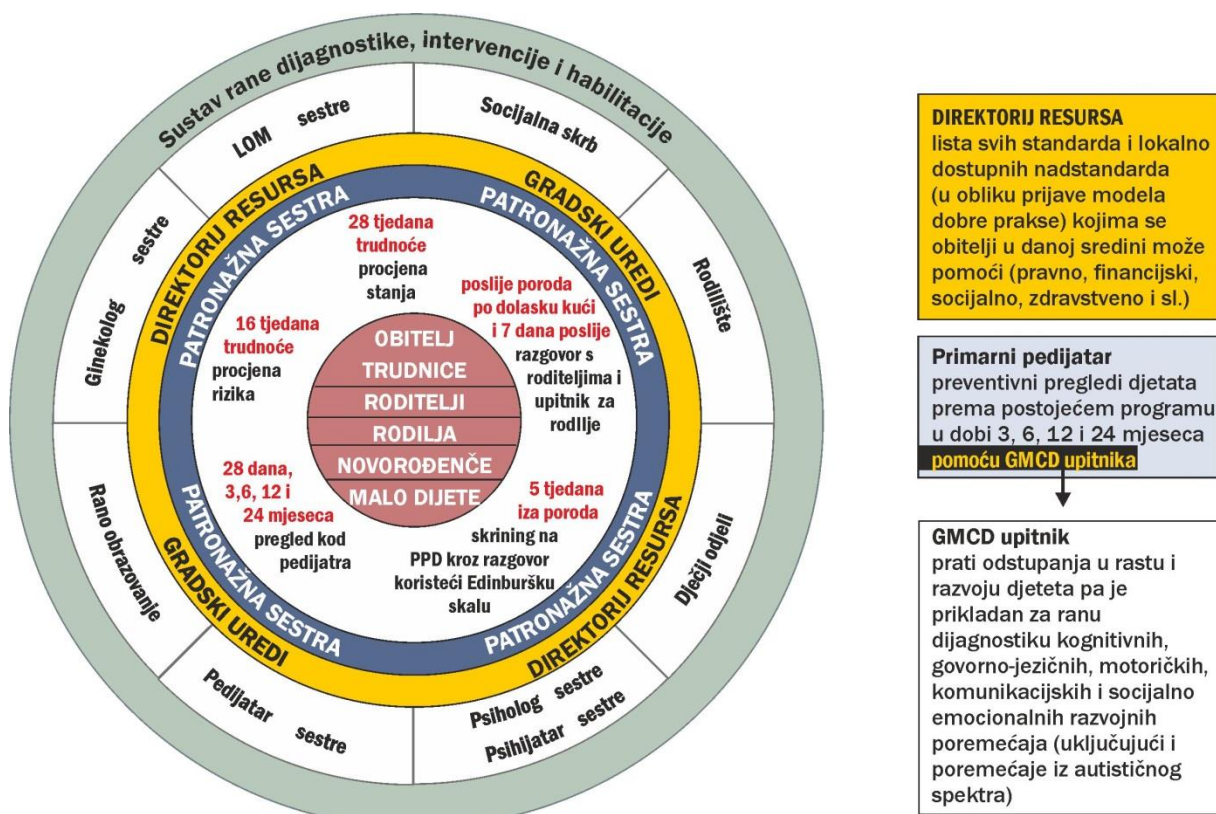 Sustav rane dijagnostike, intervencije i habilitacije
LOM sestre
Socijalna skrb
Rodilište
Dječji odjeli
Psiholog sestre
Psihijatar sestre
Pedijatar sestre
Rano obrazovanje
Ginekolog sestre
DIREKTORIJ RESURSA
GRADSKI UREDI
DIREKTORIJ RESURSA
GRADSKI UREDI
PATRONAŽNA SESTRA
PATRONAŽNA SESTRA
PATRONAŽNA SESTRA
PATRONAŽNA SESTRA
28 tjedana
trudnoće
procjena
stanja
poslije poroda
po dolasku kući
i 7 dana poslije
razgovor s
roditeljima i
upitnik za
rodllje
16 tjedana
trudnoće
procjena
rizika
OBITELJ
TRUDNICE
RODITELJI
RODILJA
NOVOROĐENČE
MALO DIJETE
28 dana,
3,6, 12 i
24 mjeseca
pregled kod
pedijatra
5 tjedana
iza poroda
skrining na
PPD kroz razgovor
koristeći Edinburšku
skalu
DIREKTORIJ RESURSA
lista svih standarda i lokalno
dostupnih nadstandarda
(u obliku prijave modela
dobre prakse) kojima se
obitelji u danoj sredini može
pomoći (pravno, financijski,
socijalno, zdravstveno i sl.)
Primarni pedijatar
preventivni pregledi djetata
prema postojećem programu
u dobi 3, 6, 12 i 24 mjeseca
pomoću GMCD upitnika
GMCD upitnik
prati odstupanja u rastu i
razvoju djeteta pa je
prikladan za ranu
dijagnostiku kognitivnih,
govorno-jezičnih, motoričkih,
komunikacijskih i socijalno
emocionalnih razvojnih
poremećaja (uključujući i
poremećaje iz autističnog
spektra)